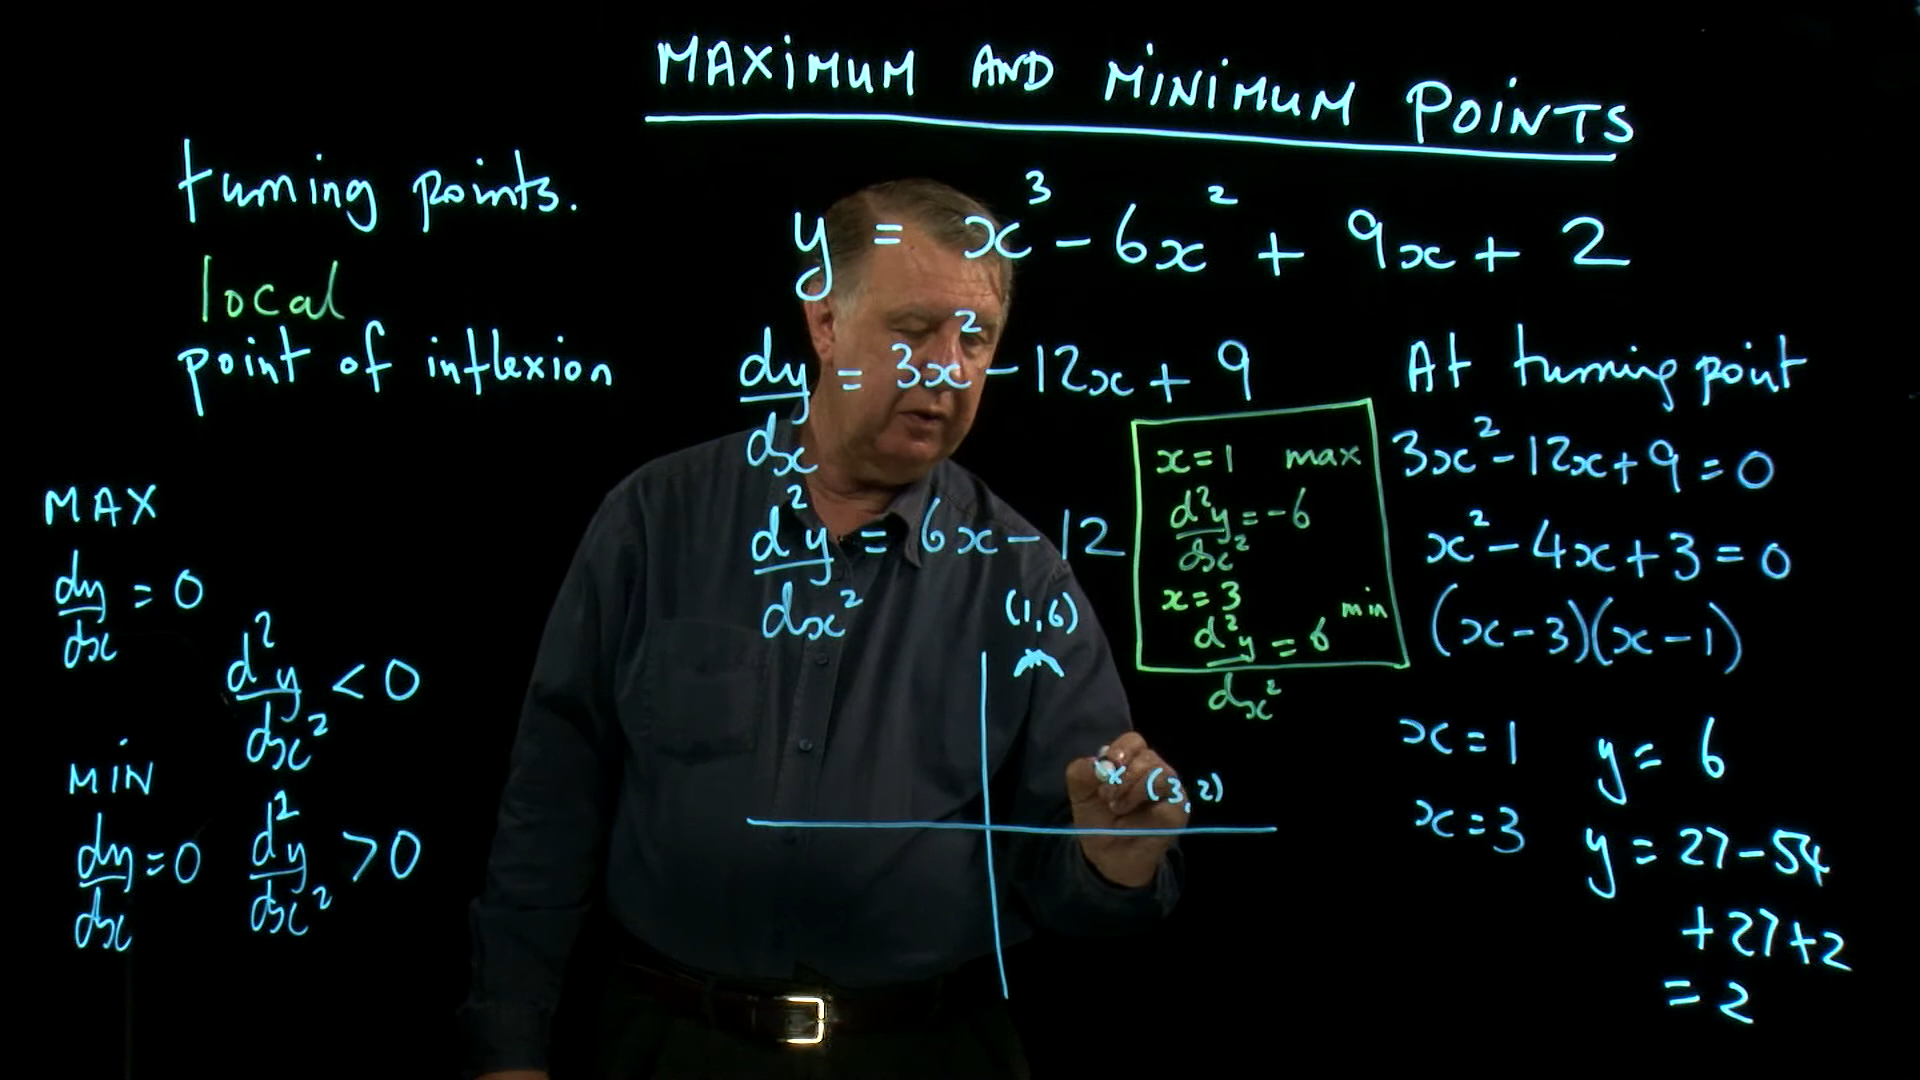 MAXIMUM AND MINIMUM POINTS
turning points.
local
point of inflexion
MAX
dy/dx = 0
d²y/dx² < 0
MIN
dy/dx = 0 d²y/dx² > 0
y = x³ - 6x² + 9x + 2
dy/dx = 3x² - 12x + 9
d²y/dx² = 6x - 12
(1,6)
x (3,2)
x = 1 max
d²y/dx² = -6
x = 3
d²y/dx² = 6 min
At turning point
3x² - 12x + 9 = 0
x² - 4x + 3 = 0
(x - 3)(x - 1)
x = 1 y = 6
x = 3 y = 27 - 54
+ 27 + 2
= 2